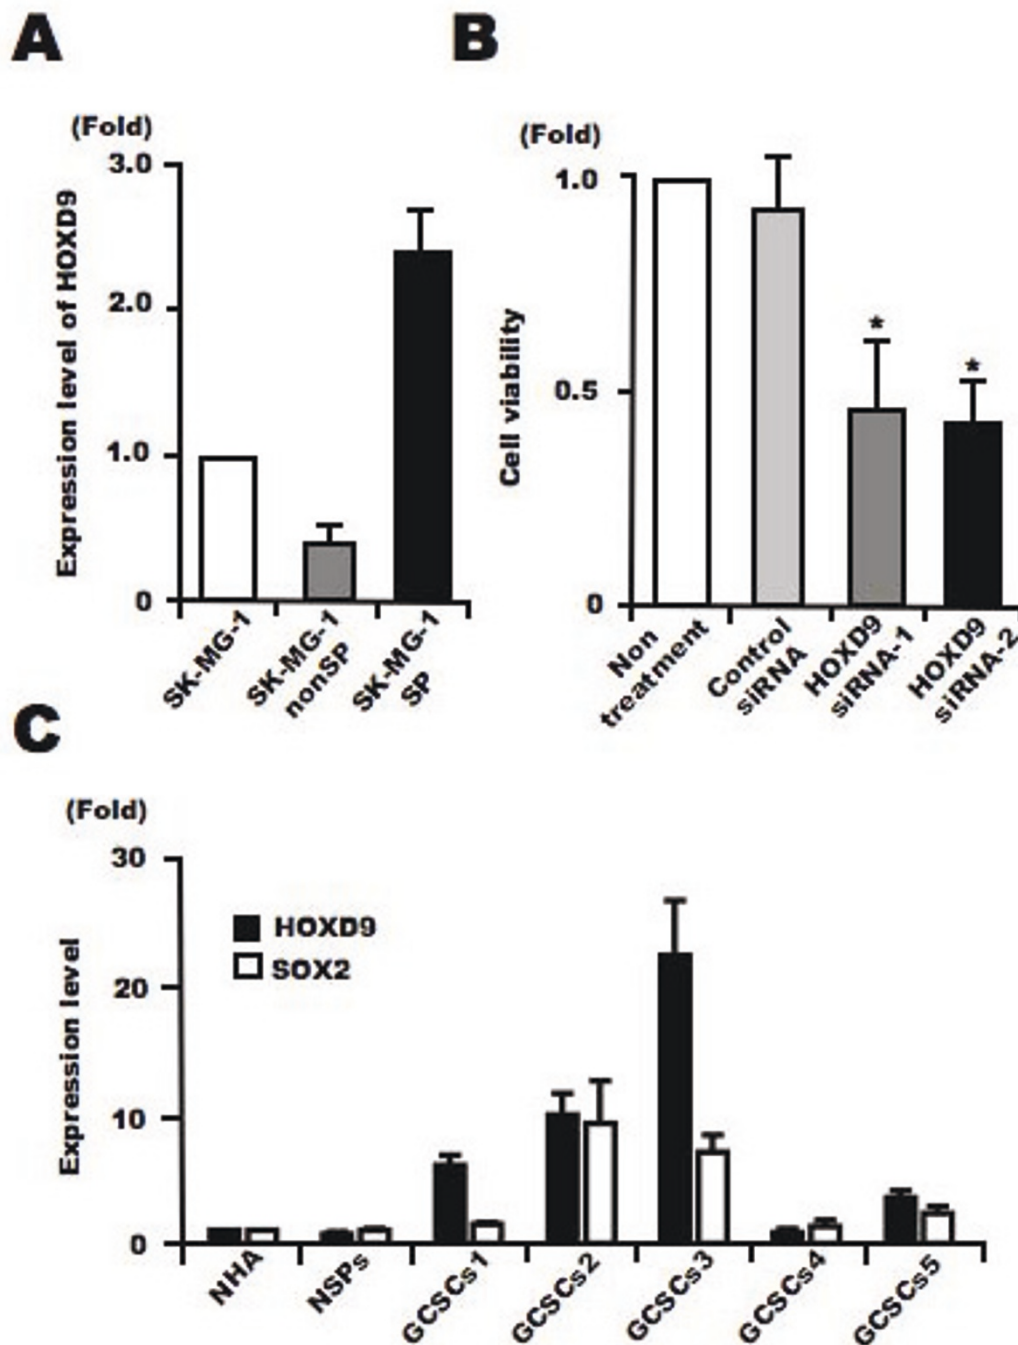 A
(Fold)
Expression level of HOXD9
3.0
2.0
1.0
0
SK-MG-1
SK-MG-1
nonSP
SK-MG-1
SP
B
(Fold)
Cell viability
1.0
0.5
0
*
*
Non
treatment
Control
siRNA
HOXD9
siRNA-1
HOXD9
siRNA-2
C
(Fold)
Expression level
30
20
10
0
HOXD9
SOX2
NHA
NSPs
GCSCs1
GCSCs2
GCSCs3
GCSCs4
GCSCs5